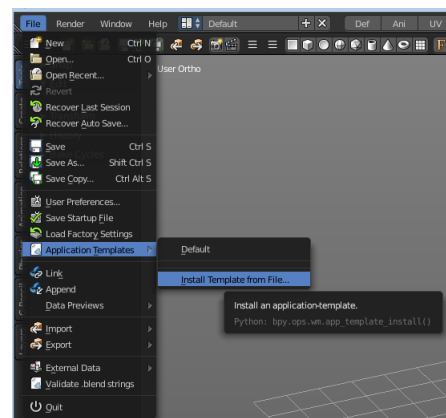 File Render Window Help Default Def Ani UV
New Ctrl N
Open... Ctrl O
User Ortho
Open Recent...
Revert
Recover Last Session
Recover Auto Save...
Save Ctrl S
Save As... Shift Ctrl S
Save Copy... Ctrl Alt S
User Preferences...
Save Startup File
Load Factory Settings
Application Templates
Default
Install Template from File...
Link
Append
Data Previews
Install an application-template.
Python: bpy.ops.wm.app_template_install()
Import
Export
External Data
Validate .blend strings
Quit